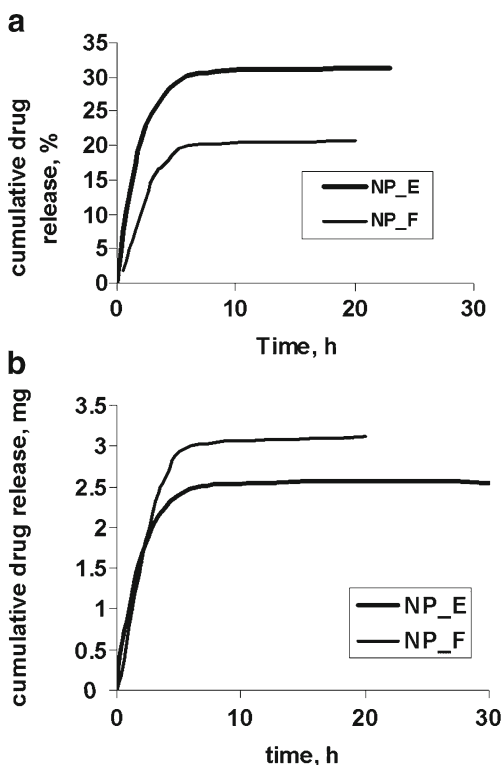 a
cumulative drug
release, %
35
30
25
20
15
10
5
0
NP_E
NP_F
0 10 20 30
Time, h
b
cumulative drug release, mg
3.5
3
2.5
2
1.5
1
0.5
0
NP_E
NP_F
0 10 20 30
time, h